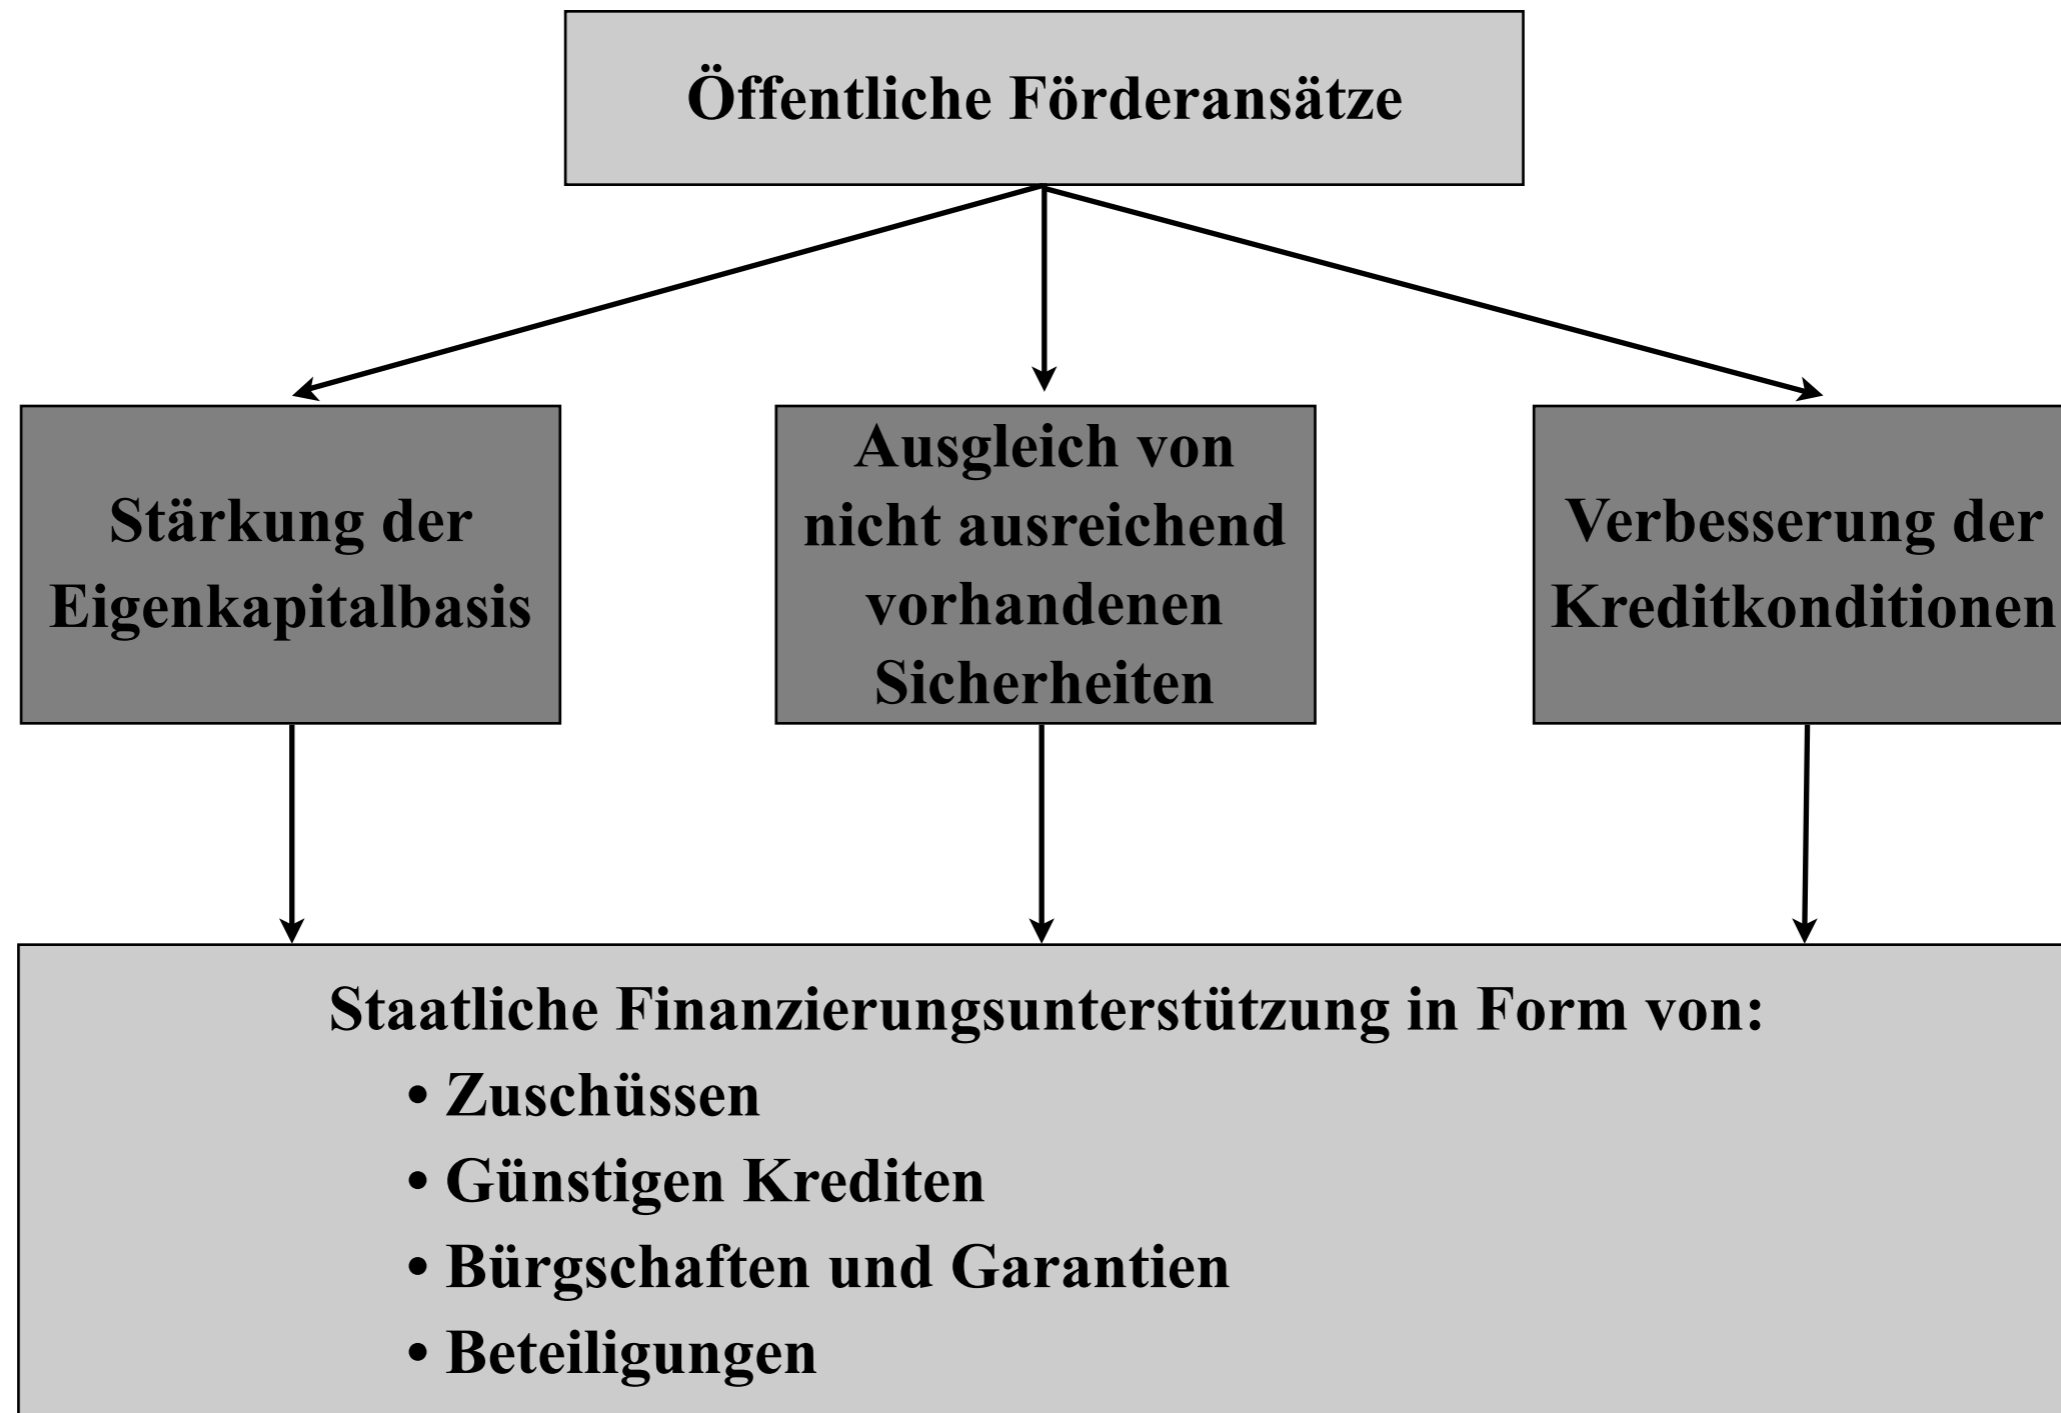 Öffentliche Förderansätze
Stärkung der
Eigenkapitalbasis
Ausgleich von
nicht ausreichend
vorhandenen
Sicherheiten
Verbesserung der
Kreditkonditionen
Staatliche Finanzierungsunterstützung in Form von:
• Zuschüssen
• Günstigen Krediten
• Bürgschaften und Garantien
• Beteiligungen